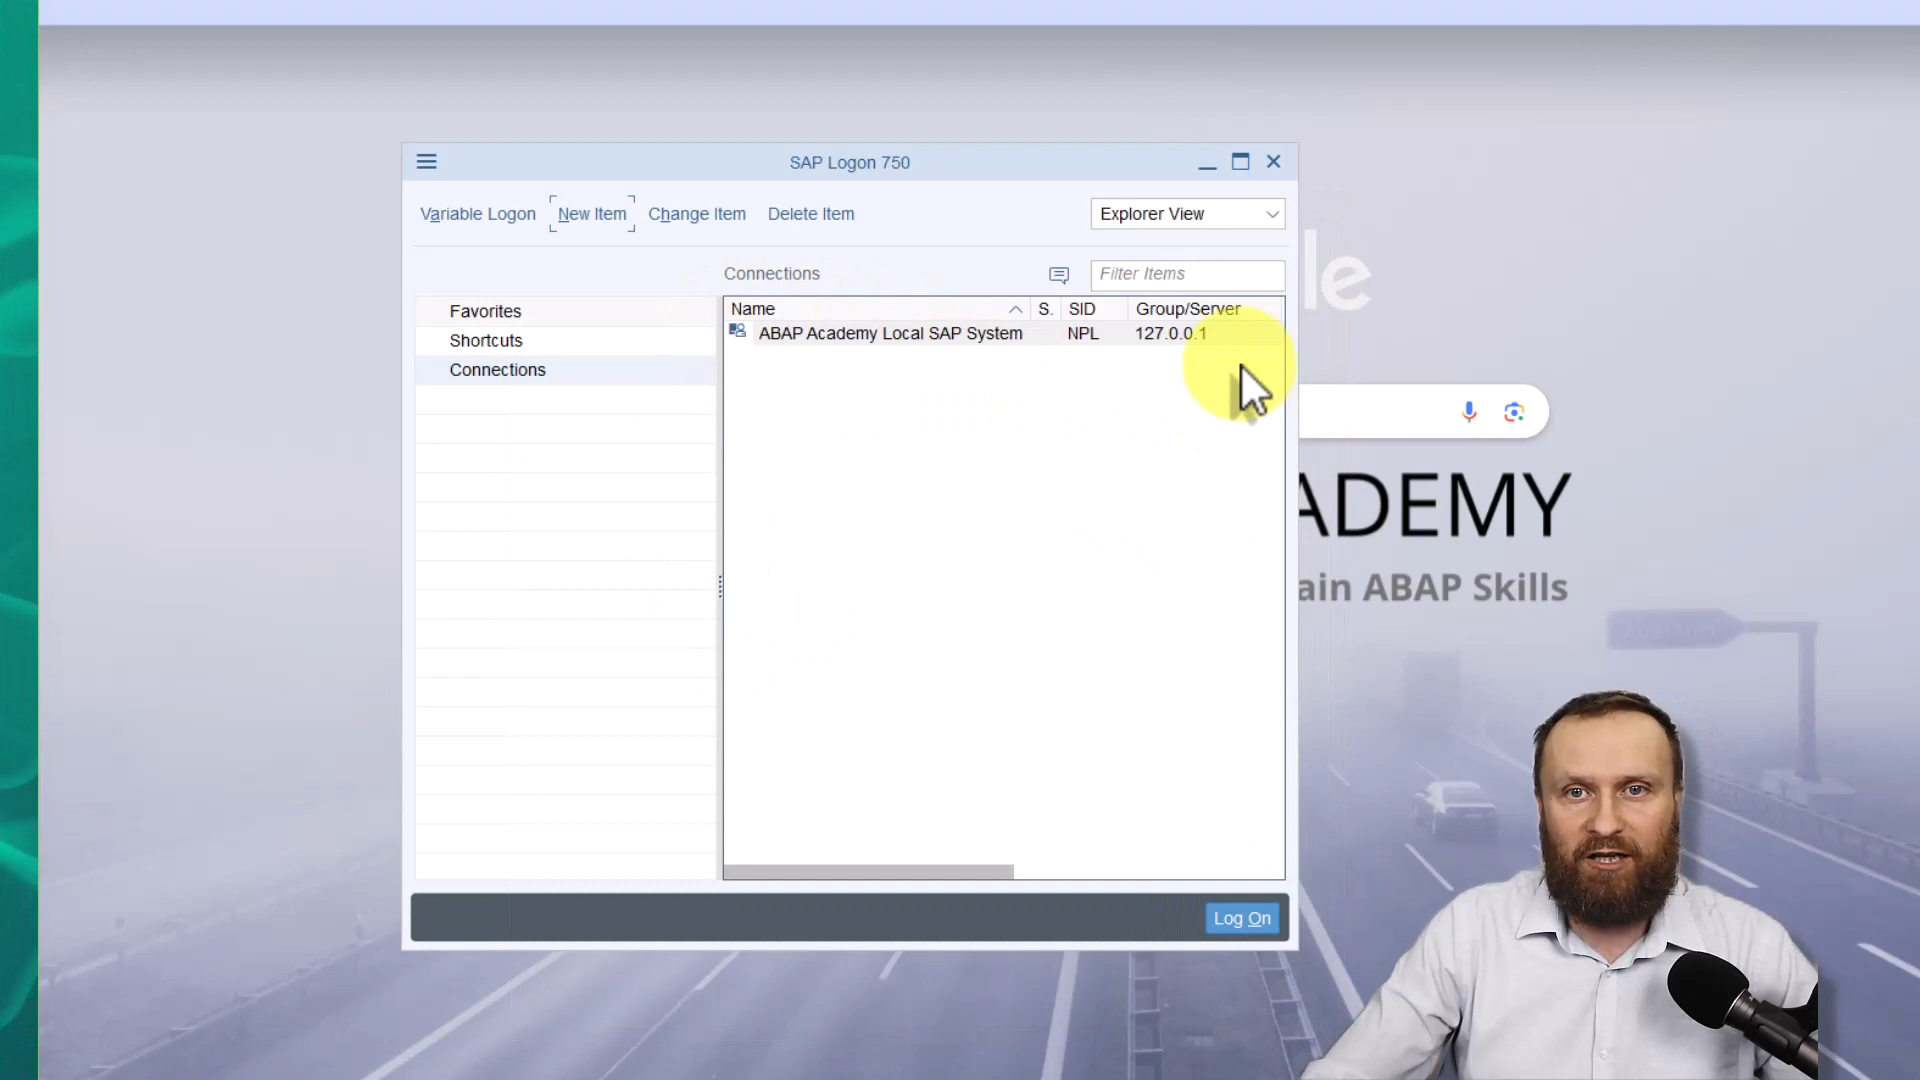 SAP Logon 750
Variable Logon New Item Change Item Delete Item Explorer View
Connections Filter Items
Favorites
Shortcuts
Connections
Name S. SID Group/Server
ABAP Academy Local SAP System NPL 127.0.0.1
le
ADEMY
ain ABAP Skills
Log On